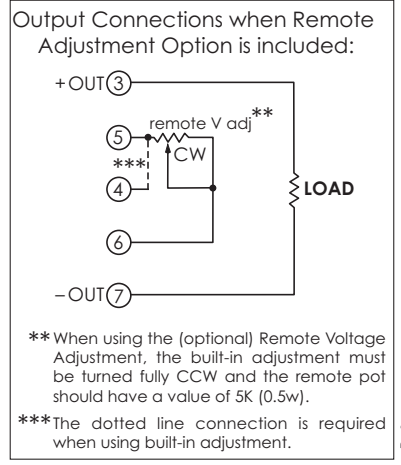 Output Connections when Remote
Adjustment Option is included:
+OUT 3
remote V adj**
5
CW
***
4
LOAD
6
−OUT 7
** When using the (optional) Remote Voltage
Adjustment, the built-in adjustment must
be turned fully CCW and the remote pot
should have a value of 5K (0.5w).
*** The dotted line connection is required
when using built-in adjustment.